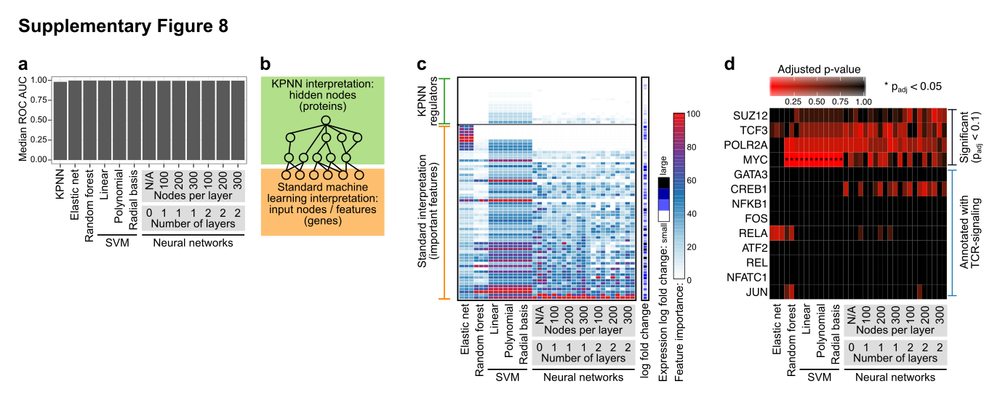 Supplementary Figure 8
a
Median ROC AUC
1.00
0.75
0.50
0.25
0.00
KPNN
Elastic net
Random forest
Linear
Polynomial
Radial basis
SVM
N/A 100 200 300 100 200 300
Nodes per layer
0 1 1 1 2 2 2
Number of layers
Neural networks
b
KPNN interpretation:
hidden nodes
(proteins)
Standard machine
learning interpretation:
input nodes / features
(genes)
c
KPNN
regulators
Standard interpretation
(important features)
Elastic net
Random forest
Linear
Polynomial
Radial basis
SVM
N/A 100 200 300 100 200 300
Nodes per layer
0 1 1 1 2 2 2
Number of layers
Neural networks
log fold change
Expression log fold change: small large
Feature importance:
100
80
60
40
20
0
d
Adjusted p-value
0.25 0.50 0.75 1.00
* padj < 0.05
SUZ12
TCF3
POLR2A
MYC
* * * * * * * * * * * *
GATA3
CREB1
NFKB1
FOS
RELA
ATF2
REL
NFATC1
JUN
Significant
(padj < 0.1)
Annotated with
TCR-signaling
Elastic net
Random forest
Linear
Polynomial
Radial basis
SVM
N/A 100 200 300 100 200 300
Nodes per layer
0 1 1 1 2 2 2
Number of layers
Neural networks